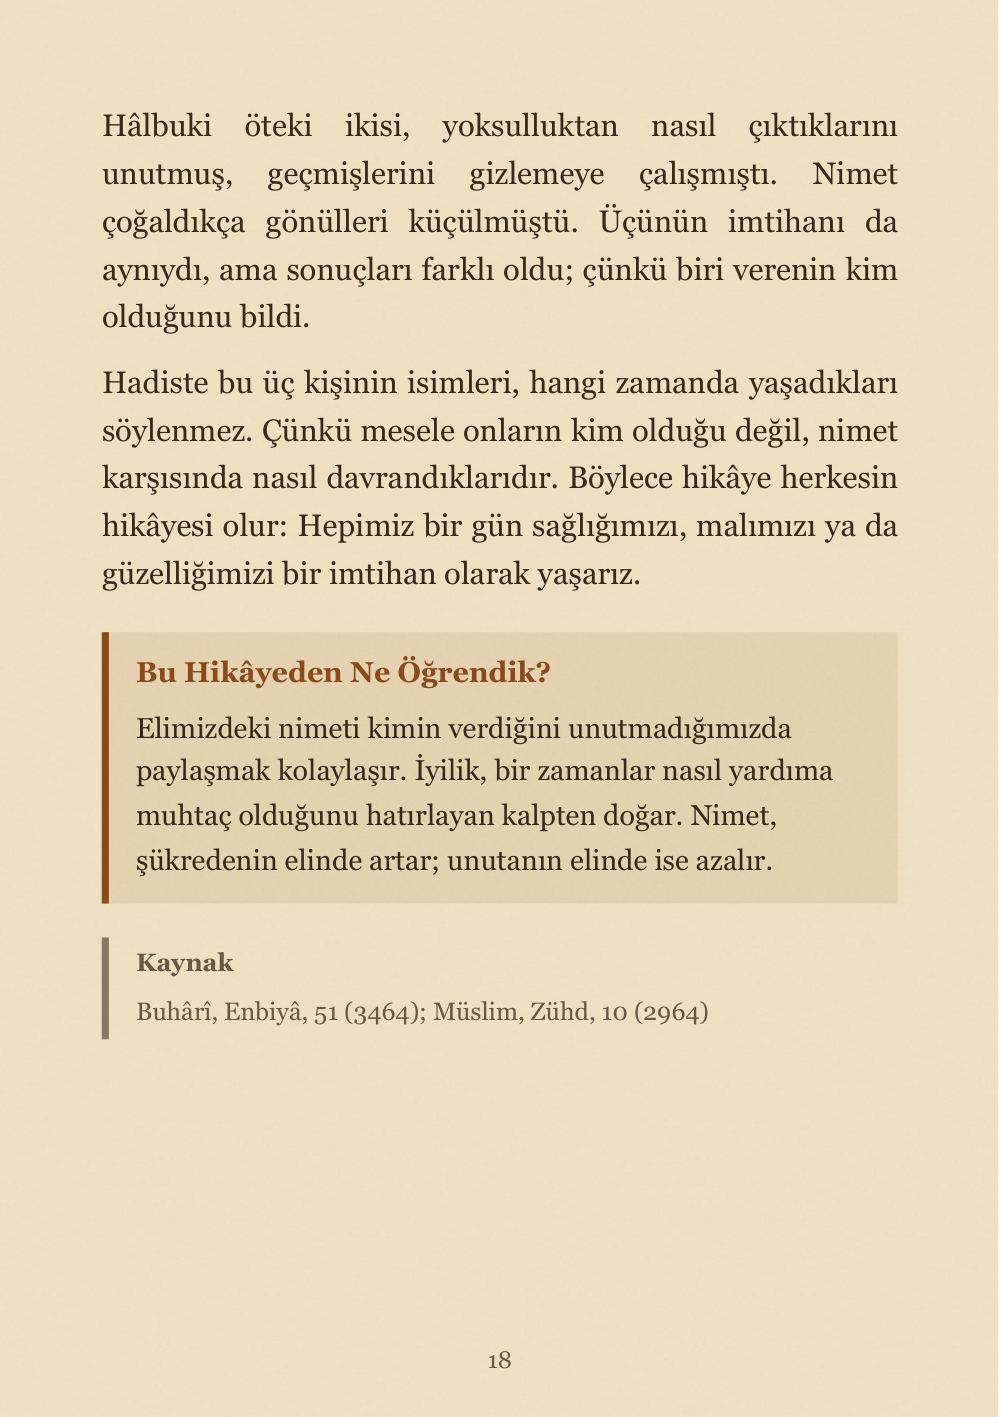 Hâlbuki öteki ikisi, yoksulluktan nasıl çıktıklarını
unutmuş, geçmişlerini gizlemeye çalışmıştı. Nimet
çoğaldıkça gönülleri küçülmüştü. Üçünün imtihanı da
aynıydı, ama sonuçları farklı oldu; çünkü biri verenin kim
olduğunu bildi.
Hadiste bu üç kişinin isimleri, hangi zamanda yaşadıkları
söylenmez. Çünkü mesele onların kim olduğu değil, nimet
karşısında nasıl davrandıklarıdır. Böylece hikâye herkesin
hikâyesi olur: Hepimiz bir gün sağlığımızı, malımızı ya da
güzelliğimizi bir imtihan olarak yaşarız.
Bu Hikâyeden Ne Öğrendik?
Elimizdeki nimeti kimin verdiğini unutmadığımızda
paylaşmak kolaylaşır. İyilik, bir zamanlar nasıl yardıma
muhtaç olduğunu hatırlayan kalpten doğar. Nimet,
şükredenin elinde artar; unutanın elinde ise azalır.
Kaynak
Buhârî, Enbiyâ, 51 (3464); Müslim, Zühd, 10 (2964)
18